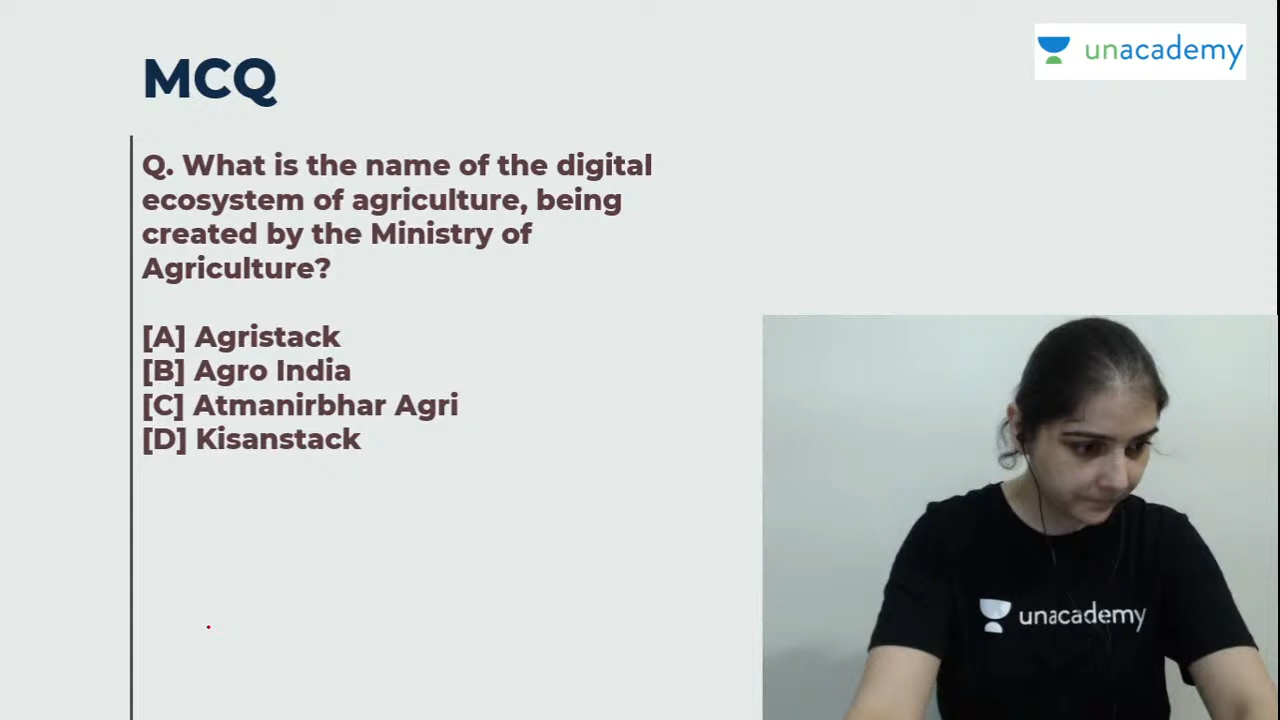 unacademy
MCQ
Q. What is the name of the digital
ecosystem of agriculture, being
created by the Ministry of
Agriculture?
[A] Agristack
[B] Agro India
[C] Atmanirbhar Agri
[D] Kisanstack
unacademy